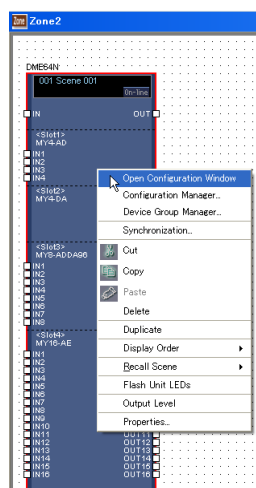 Zone Zone2
DME64N
001 Scene 001
On-line
IN OUT
<Slot1>
MY4-AD
IN1
IN2
IN3
IN4
<Slot2>
MY4-DA
<Slot3>
MY8-ADDA96
IN1
IN2
IN3
IN4
IN5
IN6
IN7
IN8
<Slot4>
MY16-AE
IN1
IN2
IN3
IN4
IN5
IN6
IN7
IN8
IN9
IN10
IN11 OUT11
IN12 OUT12
IN13 OUT13
IN14 OUT14
IN15 OUT15
IN16 OUT16
Open Configuration Window
Configuration Manager...
Device Group Manager...
Synchronization...
Cut
Copy
Paste
Delete
Duplicate
Display Order
Recall Scene
Flash Unit LEDs
Output Level
Properties...